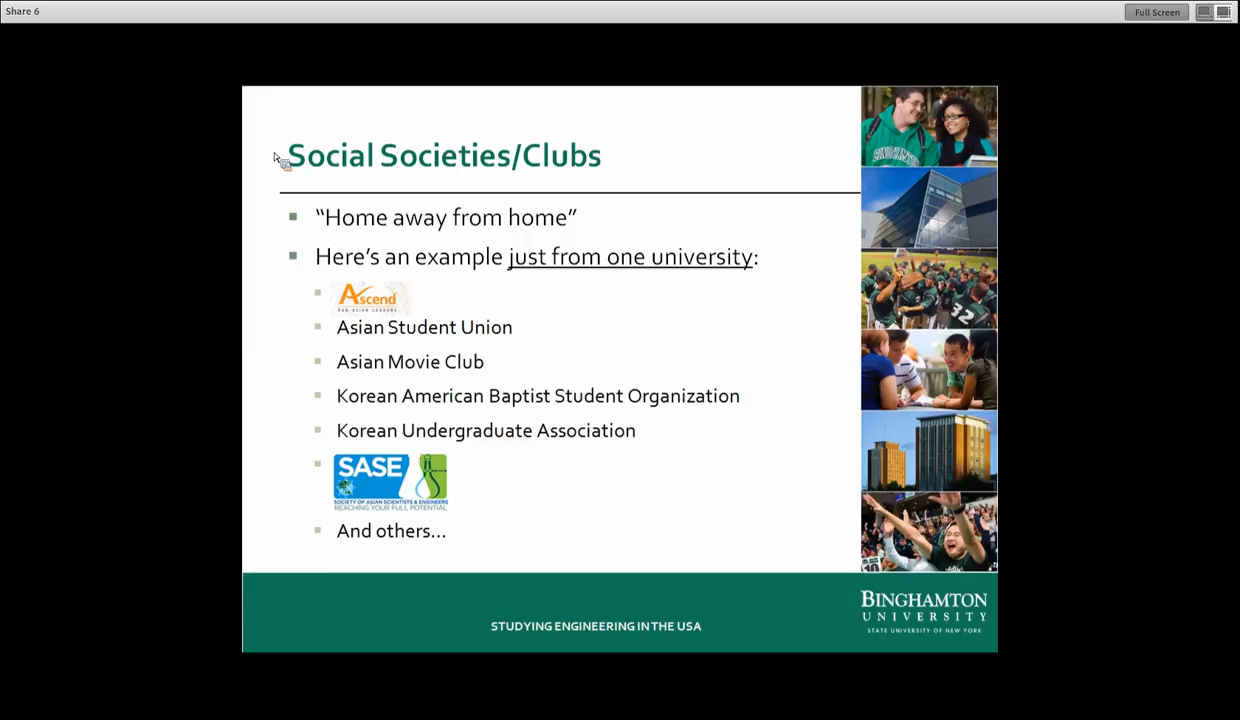 Share 6
Full Screen
Social Societies/Clubs
“Home away from home”
Here’s an example just from one university:
Ascend
PAN-ASIAN LEADERS
Asian Student Union
Asian Movie Club
Korean American Baptist Student Organization
Korean Undergraduate Association
SASE
SOCIETY OF ASIAN SCIENTISTS & ENGINEERS
REACHING YOUR FULL POTENTIAL
And others…
STUDYING ENGINEERING IN THE USA
BINGHAMTON
UNIVERSITY
STATE UNIVERSITY OF NEW YORK
32